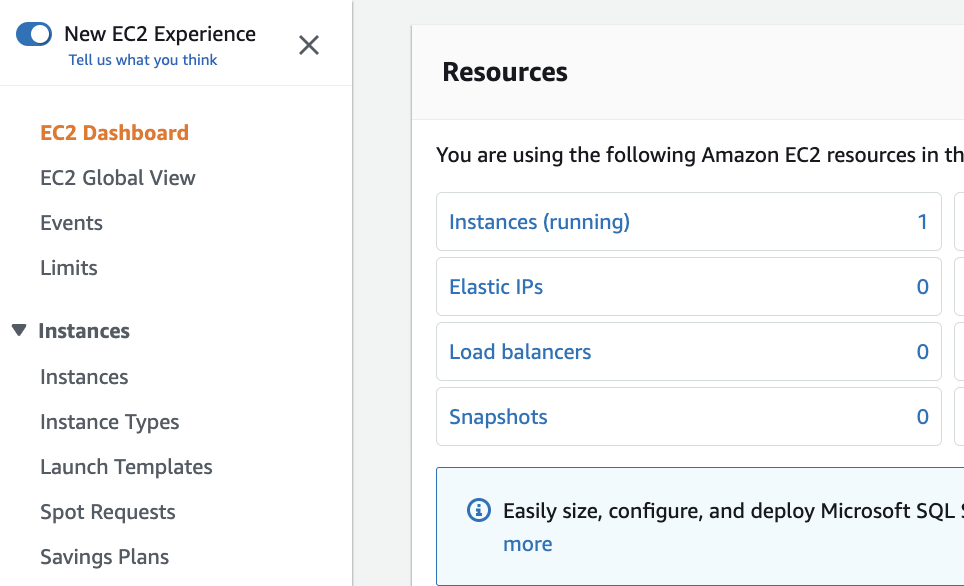 New EC2 Experience
Tell us what you think
EC2 Dashboard
EC2 Global View
Events
Limits
Instances
Instances
Instance Types
Launch Templates
Spot Requests
Savings Plans
Resources
You are using the following Amazon EC2 resources in th
Instances (running) 1
Elastic IPs 0
Load balancers 0
Snapshots 0
Easily size, configure, and deploy Microsoft SQL
more